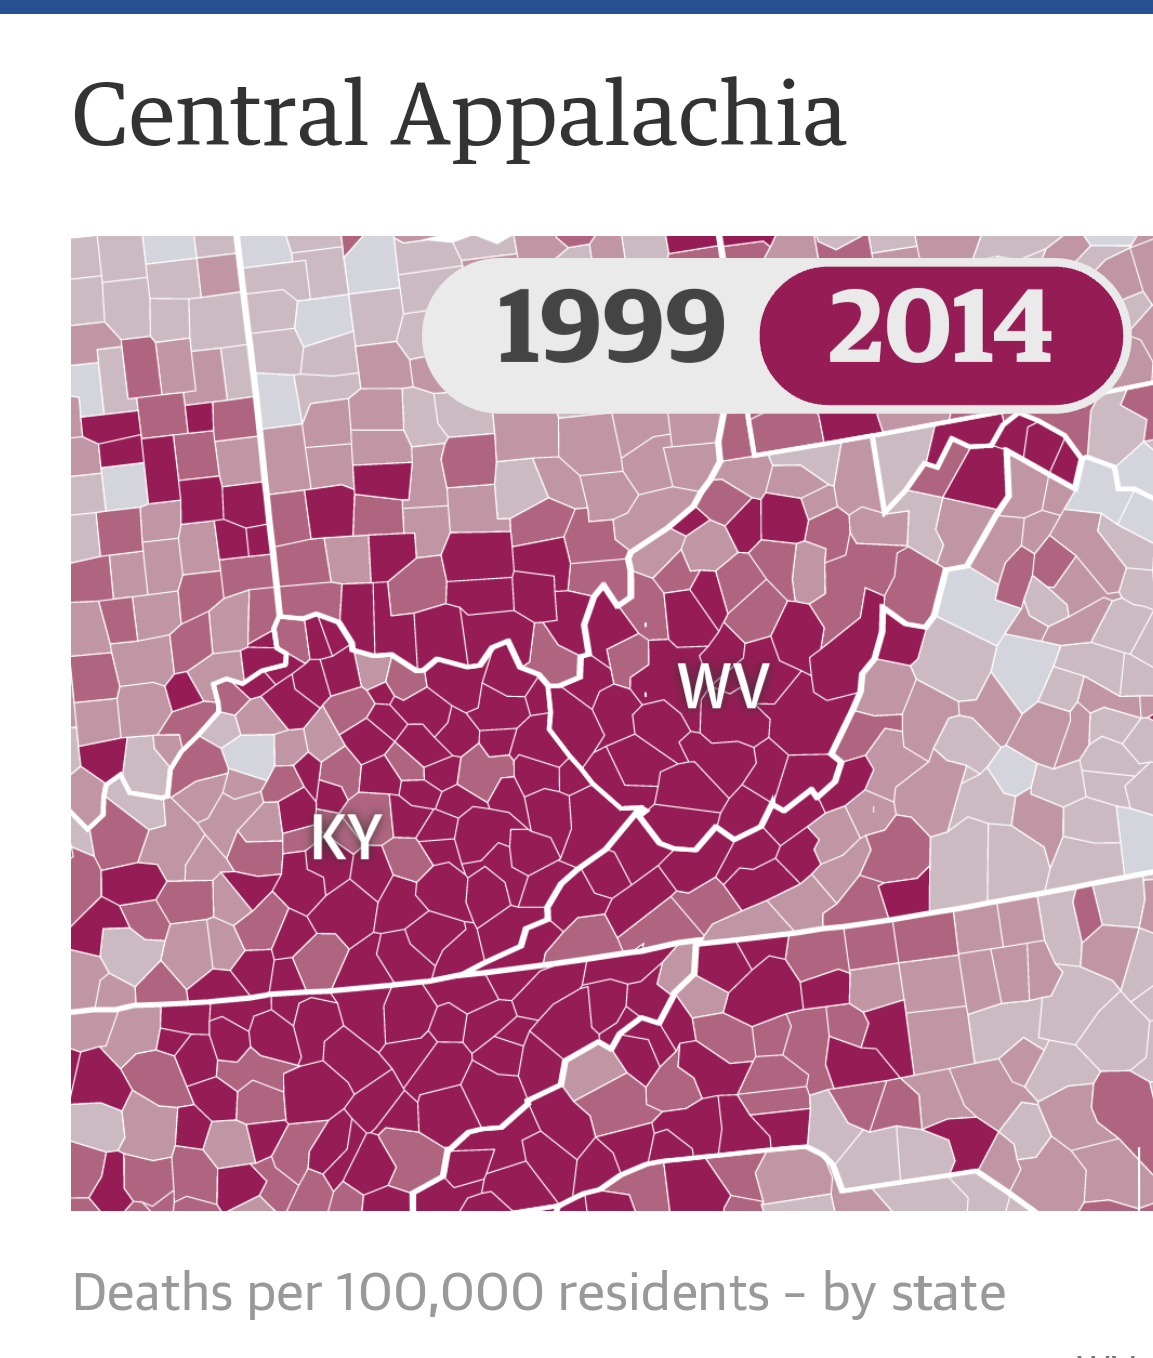 Central Appalachia
1999 2014
WV
KY
Deaths per 100,000 residents – by state